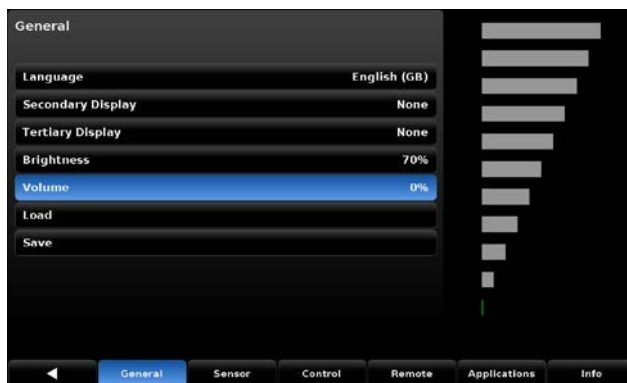 General
Language English (GB)
Secondary Display None
Tertiary Display None
Brightness 70%
Volume 0%
Load
Save
General Sensor Control Remote Applications Info